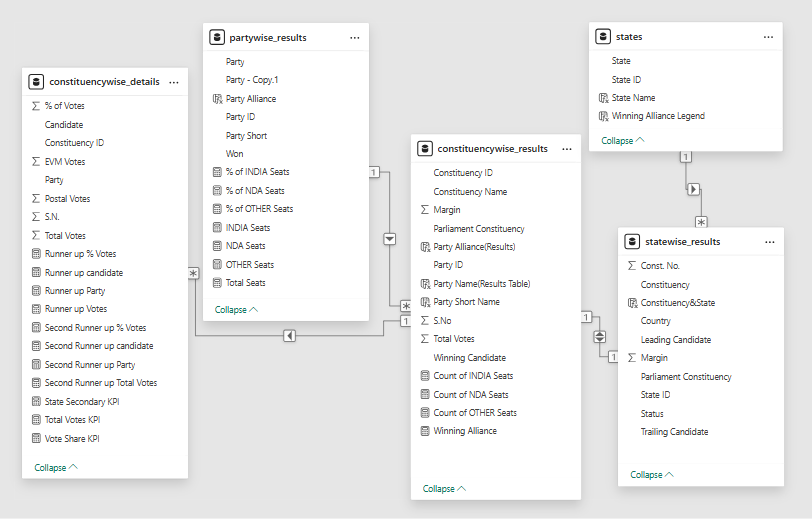 constituencywise_details
% of Votes
Candidate
Constituency ID
EVM Votes
Party
Postal Votes
S.N.
Total Votes
Runner up % Votes
Runner up candidate
Runner up Party
Runner up Votes
Second Runner up % Votes
Second Runner up candidate
Second Runner up Party
Second Runner up Total Votes
State Secondary KPI
Total Votes KPI
Vote Share KPI
Collapse
partywise_results
Party
Party - Copy.1
Party Alliance
Party ID
Party Short
Won
% of INDIA Seats
% of NDA Seats
% of OTHER Seats
INDIA Seats
NDA Seats
OTHER Seats
Total Seats
Collapse
1
*
*
1
constituencywise_results
Constituency ID
Constituency Name
Margin
Parliament Constituency
Party Alliance(Results)
Party ID
Party Name(Results Table)
Party Short Name
S.No
Total Votes
Winning Candidate
Count of INDIA Seats
Count of NDA Seats
Count of OTHER Seats
Winning Alliance
Collapse
1
1
states
State
State ID
State Name
Winning Alliance Legend
Collapse
1
*
statewise_results
Const. No.
Constituency
Constituency&State
Country
Leading Candidate
Margin
Parliament Constituency
State ID
Status
Trailing Candidate
Collapse